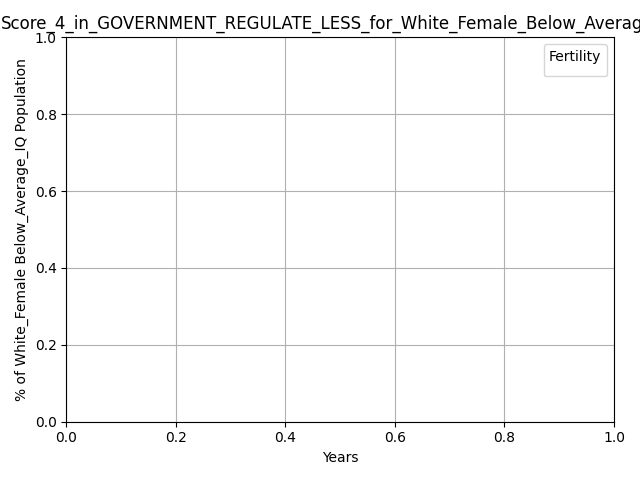 Score_4_in_GOVERNMENT_REGULATE_LESS_for_White_Female_Below_Averag
Fertility
% of White_Female Below_Average_IQ Population
1.0
0.8
0.6
0.4
0.2
0.0
0.0 0.2 0.4 0.6 0.8 1.0
Years